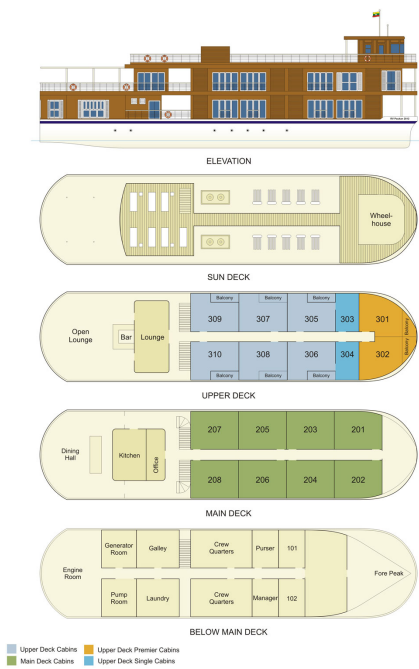 ELEVATION
Wheel-
house
SUN DECK
Balcony
Balcony
Balcony
309
307
305
303
301
Open
Lounge
Bar
Lounge
Balcony
Balcony
310
308
306
304
302
Balcony
Balcony
Balcony
UPPER DECK
207
205
203
201
Dining
Hall
Kitchen
Office
208
206
204
202
MAIN DECK
Generator
Room
Galley
Crew
Quarters
Purser
101
Engine
Room
Fore Peak
Pump
Room
Laundry
Crew
Quarters
Manager
102
BELOW MAIN DECK
Upper Deck Cabins
Upper Deck Premier Cabins
Main Deck Cabins
Upper Deck Single Cabins